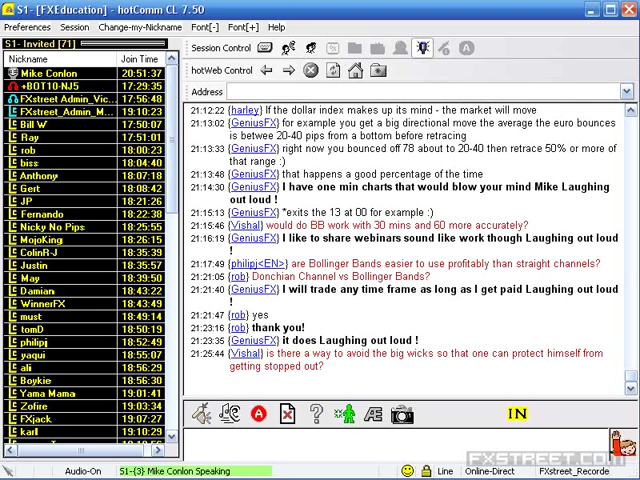 S1- [FXEducation] - hotComm CL 7.50
Preferences Session Change-my-Nickname Font[-] Font[+] Help
S1- Invited [71]
Nickname Join Time
Mike Conlon 20:51:37
+BOT10-NJ5 17:29:35
FXstreet Admin_Vic... 17:56:48
FXstreet_Admin_M... 19:10:23
Bill W 17:50:07
Ray 17:51:01
rob 18:00:23
biss 18:04:40
Anthony 18:07:18
Gert 18:08:42
JP 18:21:26
Fernando 18:22:38
Nicky No Pips 18:25:55
MojoKing 18:26:15
ColinR-J 18:35:39
Justin 18:35:57
May 18:39:50
Damian 18:43:22
WinnerFX 18:43:49
must 18:49:14
tomD 18:50:19
philipj 18:52:49
yaqui 18:55:07
ali 18:56:29
Boykie 18:56:30
Yama Mama 19:01:41
Zofire 19:03:34
FXjack 19:07:27
karll 19:10:29
Session Control
hotWeb Control
Address
21:12:22 {harley} If the dollar index makes up its mind - the market will move
21:13:02 {GeniusFX} for example you get a big directional move the average the euro bounces
is betwee 20-40 pips from a bottom before retracing
21:13:33 {GeniusFX} right now you bounced off 78 about to 20-40 then retrace 50% or more of
that range :)
21:13:48 {GeniusFX} that happens a good percentage of the time
21:14:30 {GeniusFX} I have one min charts that would blow your mind Mike Laughing
out loud !
21:15:13 {GeniusFX} *exits the 13 at 00 for example :)
21:15:46 {Vishal} would do BB work with 30 mins and 60 more accurately?
21:16:19 {GeniusFX} I like to share webinars sound like work though Laughing out loud
!
21:17:49 {philipj<EN>} are Bollinger Bands easier to use profitably than straight channels?
21:21:05 {rob} Donchian Channel vs Bollinger Bands?
21:21:40 {GeniusFX} I will trade any time frame as long as I get paid Laughing out loud
!
21:21:47 {rob} yes
21:23:16 {rob} thank you!
21:23:35 {GeniusFX} it does Laughing out loud !
21:25:44 {Vishal} is there a way to avoid the big wicks so that one can protect himself from
getting stopped out?
IN
FXSTREET.COM
Audio-On S1-{3} Mike Conlon Speaking Line Online-Direct FXstreet_Recorde